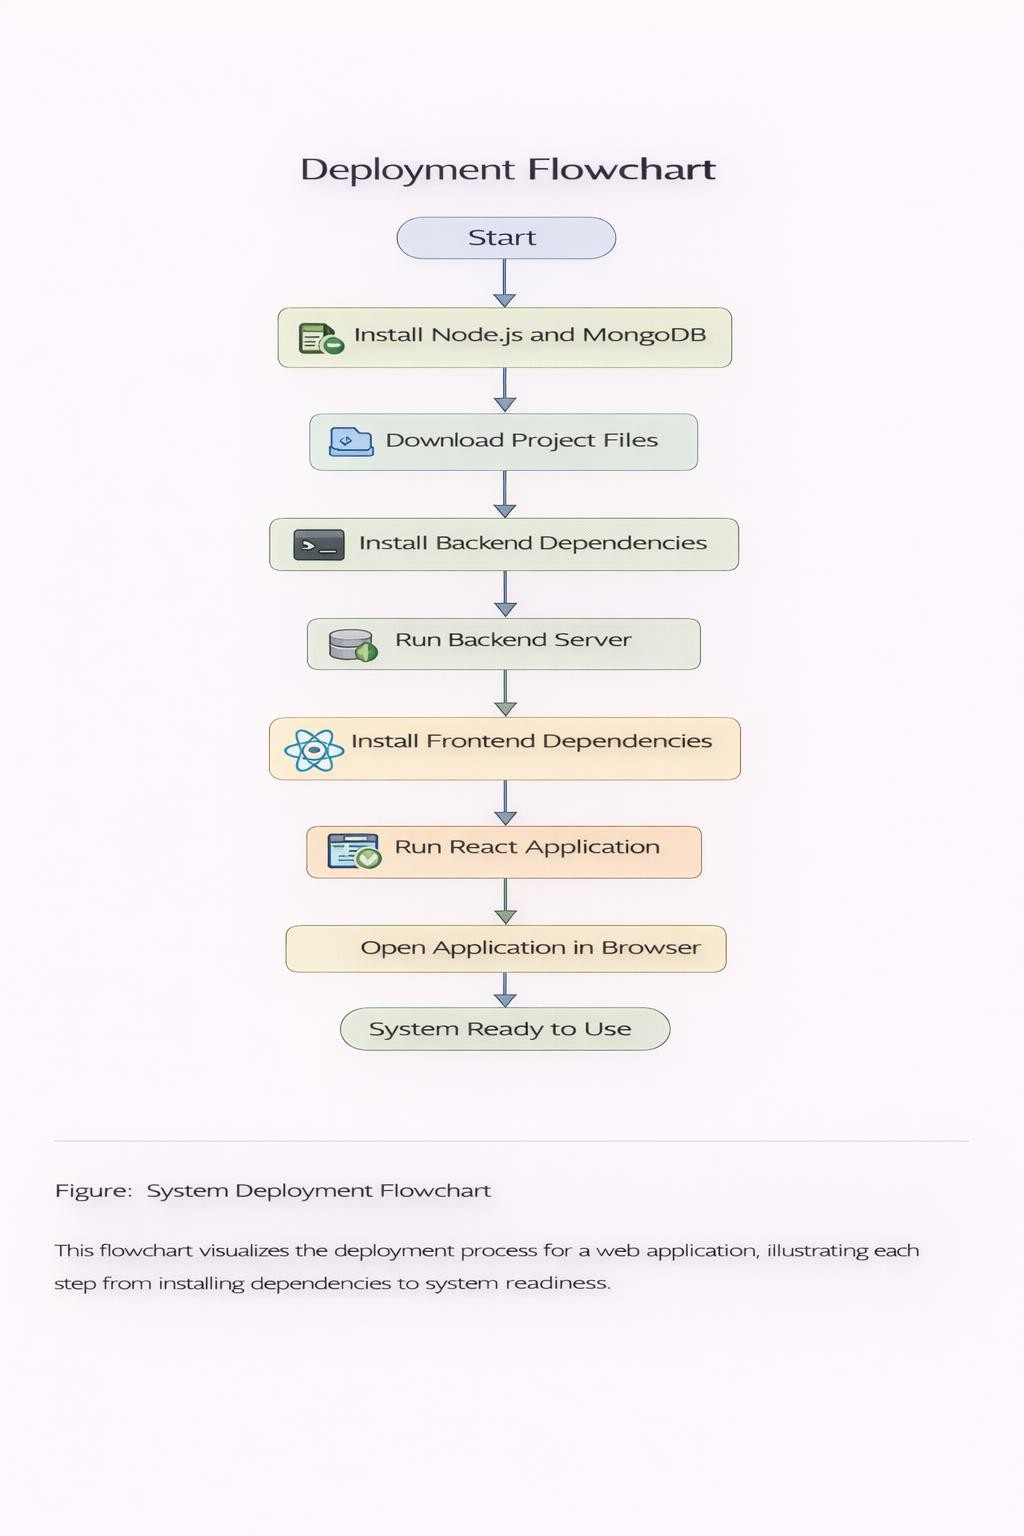 Deployment Flowchart
Start
Install Node.js and MongoDB
Download Project Files
Install Backend Dependencies
Run Backend Server
Install Frontend Dependencies
Run React Application
Open Application in Browser
System Ready to Use
Figure: System Deployment Flowchart
This flowchart visualizes the deployment process for a web application, illustrating each
step from installing dependencies to system readiness.